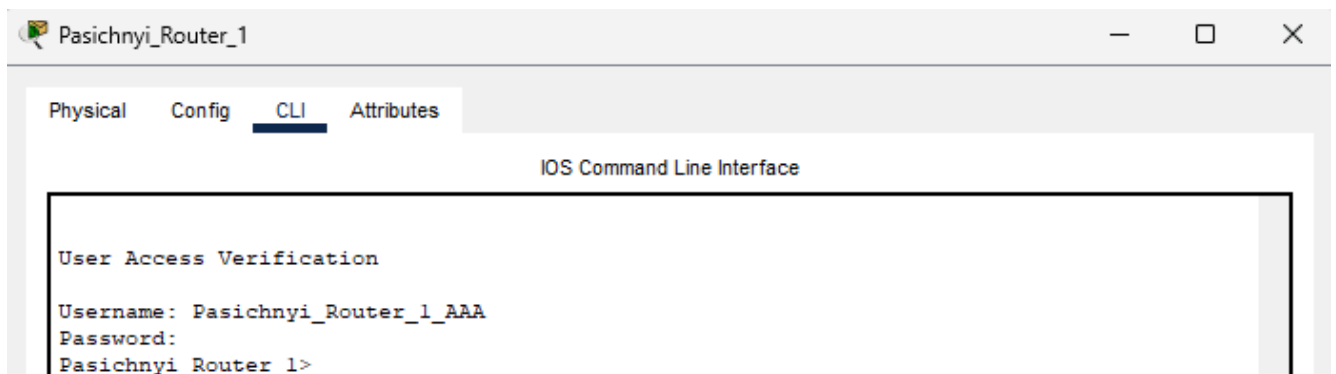 Pasichnyi_Router_1
Physical Config CLI Attributes
IOS Command Line Interface
User Access Verification
Username: Pasichnyi_Router_1_AAA
Password:
Pasichnyi_Router_1>